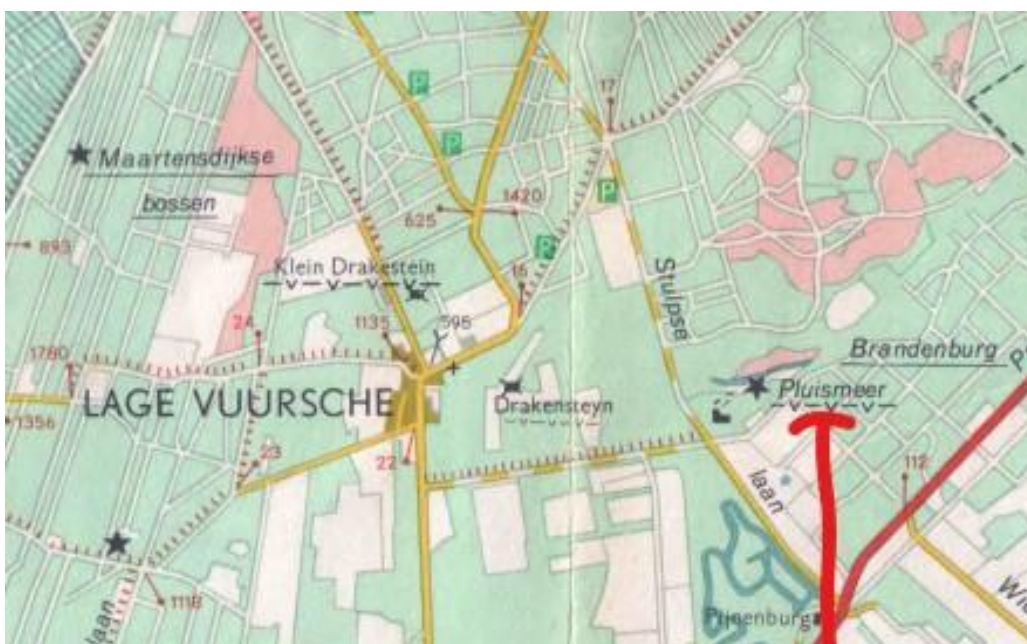 17
P
P
Maartensdijkse
bossen
1420
625
P
893
P
Klein Drakestein
15
Stulpse
24
1135
595
Brandenburg
1780
Pluismeer
LAGE VUURSCHE
Drakensteyn
1356
22
23
112
laan
1118
Pijnenburg
laan